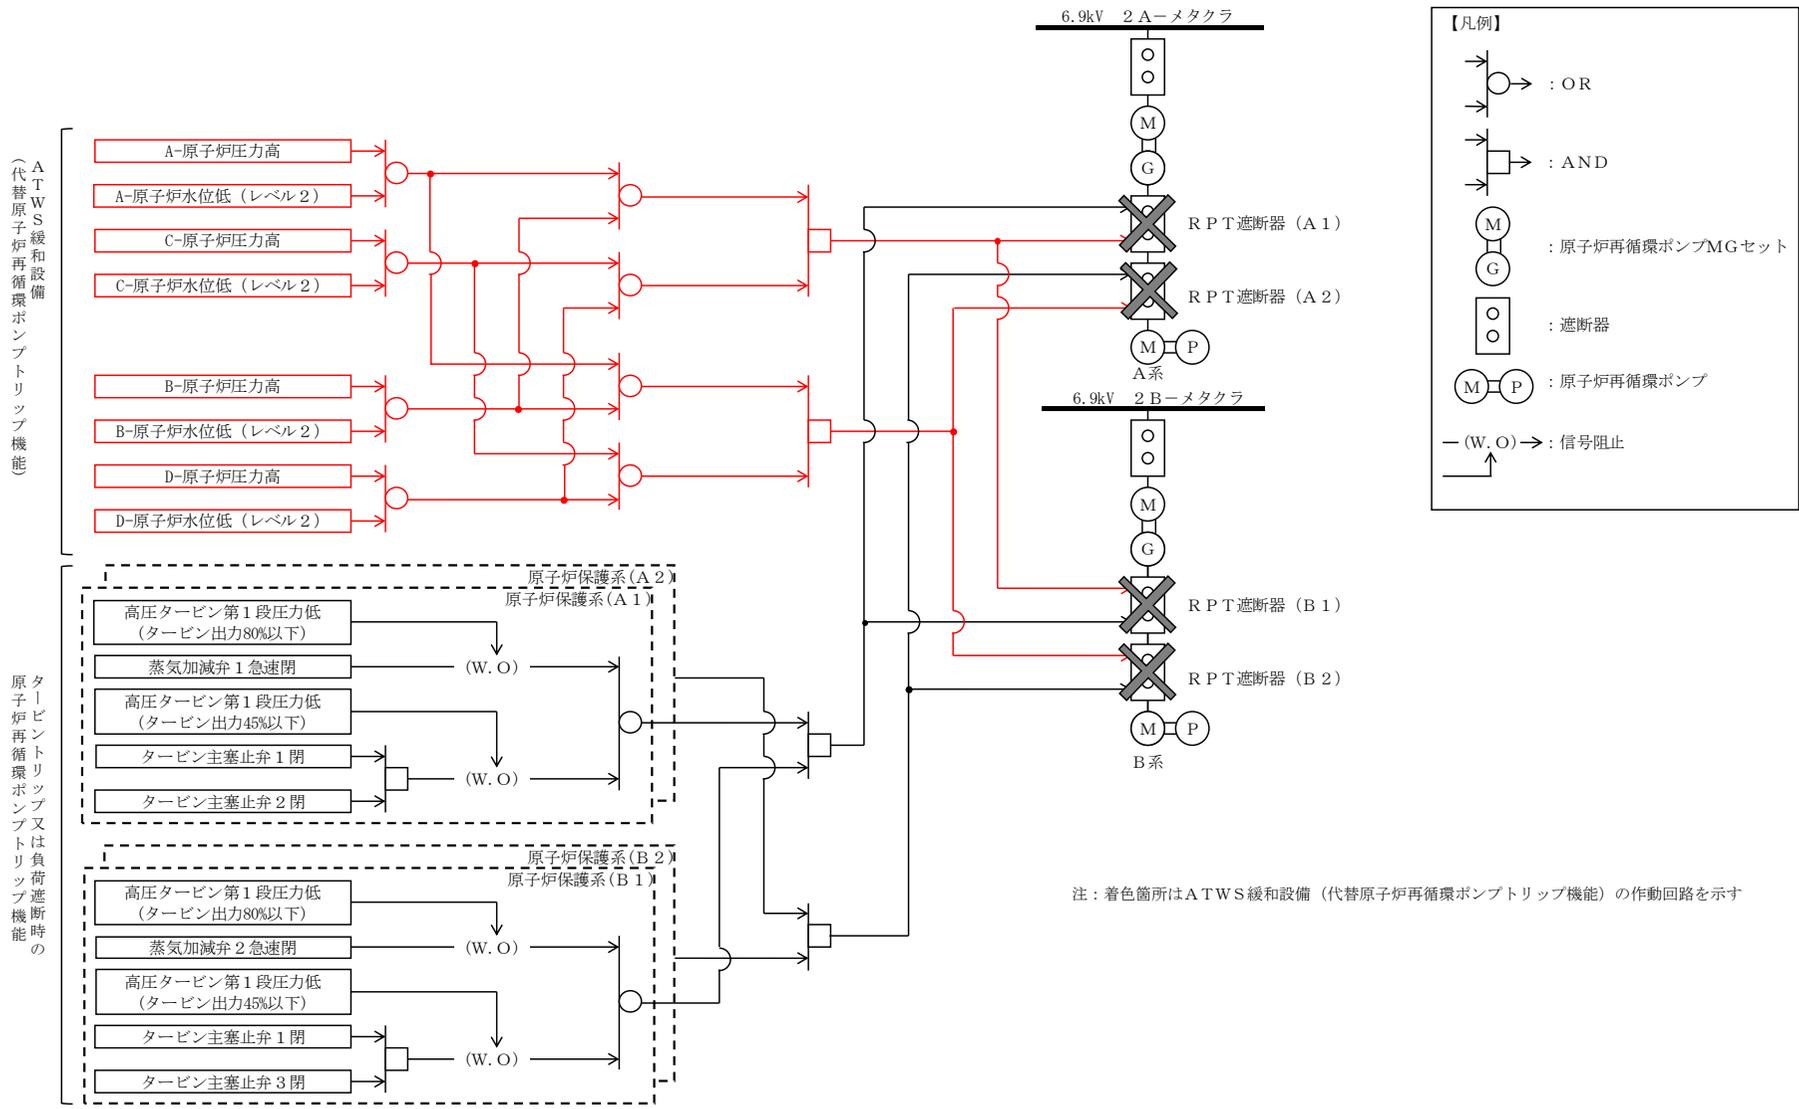 6.9kV ２Ａ－メタクラ
Ｍ
Ｇ
ＲＰＴ遮断器（Ａ１）
ＲＰＴ遮断器（Ａ２）
Ｍ Ｐ
Ａ系
6.9kV ２Ｂ－メタクラ
Ｍ
Ｇ
ＲＰＴ遮断器（Ｂ１）
ＲＰＴ遮断器（Ｂ２）
Ｍ Ｐ
Ｂ系
【凡例】
：ＯＲ
：ＡＮＤ
Ｍ
Ｇ
：原子炉再循環ポンプMGセット
：遮断器
Ｍ Ｐ
：原子炉再循環ポンプ
(W.O)
：信号阻止
ＡＴＷＳ緩和設備
（代替原子炉再循環ポンプトリップ機能）
A-原子炉圧力高
A-原子炉水位低（レベル２）
C-原子炉圧力高
C-原子炉水位低（レベル２）
B-原子炉圧力高
B-原子炉水位低（レベル２）
D-原子炉圧力高
D-原子炉水位低（レベル２）
タービントリップ又は負荷遮断時の
原子炉再循環ポンプトリップ機能
原子炉保護系(Ａ２)
原子炉保護系(Ａ１)
高圧タービン第１段圧力低
(タービン出力80%以下)
蒸気加減弁１急速閉
(W.O)
高圧タービン第１段圧力低
(タービン出力45%以下)
タービン主塞止弁１閉
(W.O)
タービン主塞止弁２閉
原子炉保護系(Ｂ２)
原子炉保護系(Ｂ１)
高圧タービン第１段圧力低
(タービン出力80%以下)
蒸気加減弁２急速閉
(W.O)
高圧タービン第１段圧力低
(タービン出力45%以下)
タービン主塞止弁１閉
(W.O)
タービン主塞止弁３閉
注：着色箇所はＡＴＷＳ緩和設備（代替原子炉再循環ポンプトリップ機能）の作動回路を示す